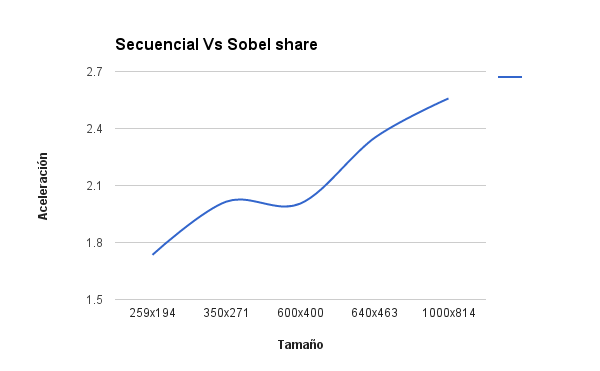 Secuencial Vs Sobel share
2.7
2.4
2.1
1.8
1.5
Aceleración
259x194 350x271 600x400 640x463 1000x814
Tamaño